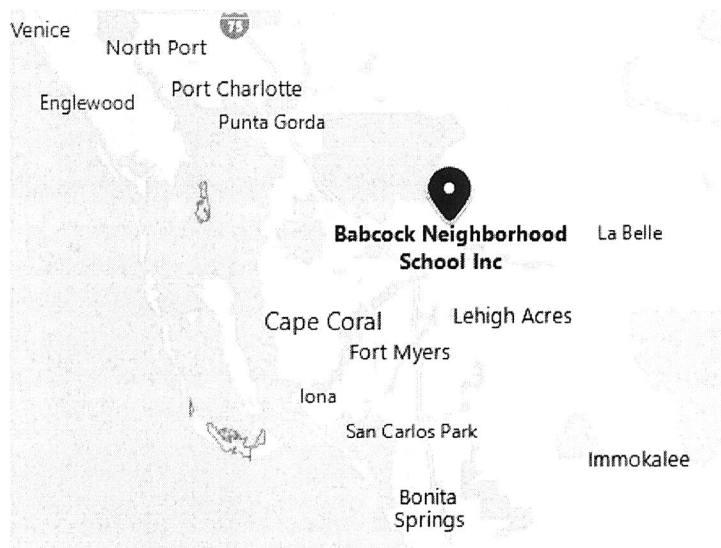 Venice
75
North Port
Port Charlotte
Englewood
Punta Gorda
Babcock Neighborhood
School Inc
La Belle
Cape Coral
Lehigh Acres
Fort Myers
Iona
San Carlos Park
Immokalee
Bonita
Springs